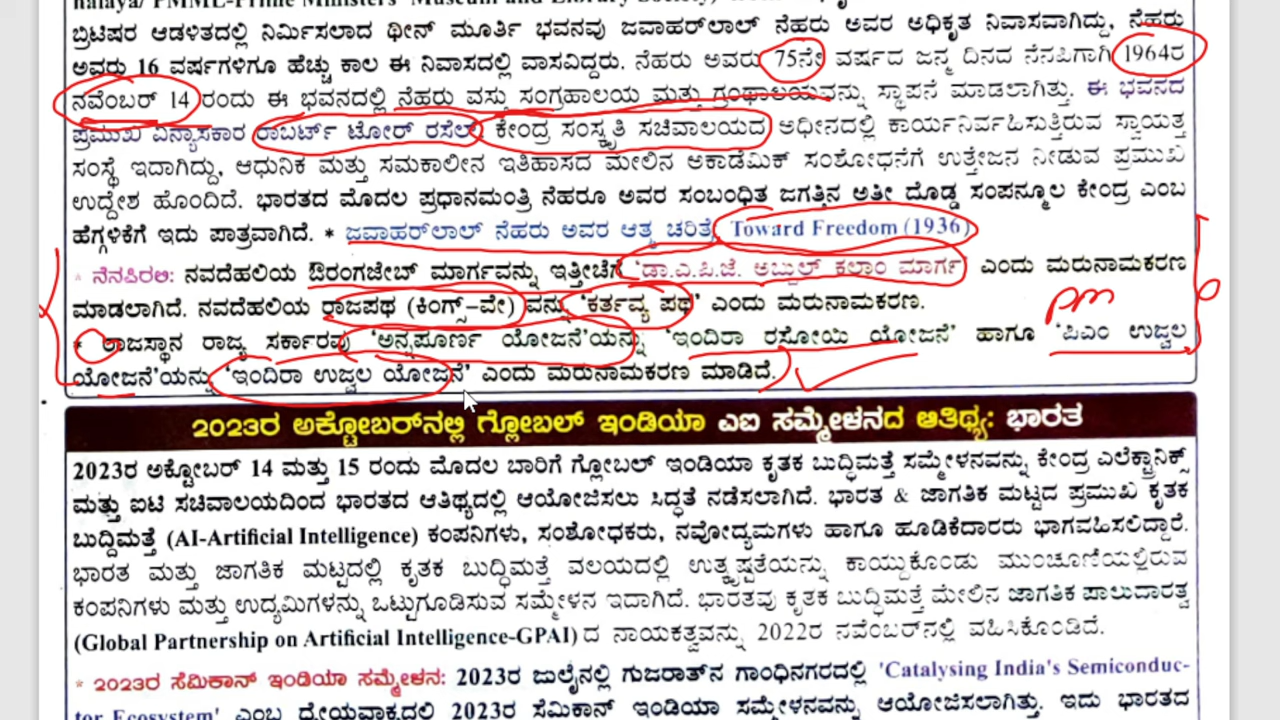 nalaya/ PMML-Prime Ministers' Museum and Library Society)
ಬ್ರಿಟಿಷರ ಆಡಳಿತದಲ್ಲಿ ನಿರ್ಮಿಸಲಾದ ಥೀನ್ ಮೂರ್ತಿ ಭವನವು ಜವಾಹರ್‌ಲಾಲ್ ನೆಹರು ಅವರ ಅಧಿಕೃತ ನಿವಾಸವಾಗಿದ್ದು, ನೆಹರು
ಅವರು 16 ವರ್ಷಗಳಿಗೂ ಹೆಚ್ಚು ಕಾಲ ಈ ನಿವಾಸದಲ್ಲಿ ವಾಸವಿದ್ದರು. ನೆಹರು ಅವರು 75ನೇ ವರ್ಷದ ಜನ್ಮ ದಿನದ ನೆನಪಿಗಾಗಿ 1964ರ
ನವೆಂಬರ್ 14 ರಂದು ಈ ಭವನದಲ್ಲಿ ನೆಹರು ವಸ್ತು ಸಂಗ್ರಹಾಲಯ ಮತ್ತು ಗ್ರಂಥಾಲಯವನ್ನು ಸ್ಥಾಪನೆ ಮಾಡಲಾಗಿತ್ತು. ಈ ಭವನದ
ಪ್ರಮುಖ ವಿನ್ಯಾಸಕಾರ ರಾಬರ್ಟ್ ಟೋರ್ ರಸೆಲ್. ಕೇಂದ್ರ ಸಂಸ್ಕೃತಿ ಸಚಿವಾಲಯದ ಅಧೀನದಲ್ಲಿ ಕಾರ್ಯನಿರ್ವಹಿಸುತ್ತಿರುವ ಸ್ವಾಯತ್ತ
ಸಂಸ್ಥೆ ಇದಾಗಿದ್ದು, ಆಧುನಿಕ ಮತ್ತು ಸಮಕಾಲೀನ ಇತಿಹಾಸದ ಮೇಲಿನ ಅಕಾಡೆಮಿಕ್ ಸಂಶೋಧನೆಗೆ ಉತ್ತೇಜನ ನೀಡುವ ಪ್ರಮುಖ
ಉದ್ದೇಶ ಹೊಂದಿದೆ. ಭಾರತದ ಮೊದಲ ಪ್ರಧಾನಮಂತ್ರಿ ನೆಹರೂ ಅವರ ಸಂಬಂಧಿತ ಜಗತ್ತಿನ ಅತೀ ದೊಡ್ಡ ಸಂಪನ್ಮೂಲ ಕೇಂದ್ರ ಎಂಬ
ಹೆಗ್ಗಳಿಕೆಗೆ ಇದು ಪಾತ್ರವಾಗಿದೆ. * ಜವಾಹರ್‌ಲಾಲ್ ನೆಹರು ಅವರ ಆತ್ಮ ಚರಿತ್ರೆ Toward Freedom (1936)
* ನೆನಪಿರಲಿ: ನವದೆಹಲಿಯ ಔರಂಗಜೇಬ್ ಮಾರ್ಗವನ್ನು ಇತ್ತೀಚೆಗೆ 'ಡಾ.ಎ.ಪಿ.ಜೆ. ಅಬ್ದುಲ್ ಕಲಾಂ ಮಾರ್ಗ' ಎಂದು ಮರುನಾಮಕರಣ
ಮಾಡಲಾಗಿದೆ. ನವದೆಹಲಿಯ ರಾಜಪಥ (ಕಿಂಗ್ಸ್-ವೇ) ವನ್ನು 'ಕರ್ತವ್ಯ ಪಥ' ಎಂದು ಮರುನಾಮಕರಣ.
pm
* ರಾಜಸ್ಥಾನ ರಾಜ್ಯ ಸರ್ಕಾರವು 'ಅನ್ನಪೂರ್ಣ ಯೋಜನೆ'ಯನ್ನು 'ಇಂದಿರಾ ರಸೋಯಿ ಯೋಜನೆ' ಹಾಗೂ 'ಪಿಎಂ ಉಜ್ವಲ
ಯೋಜನೆ'ಯನ್ನು 'ಇಂದಿರಾ ಉಜ್ವಲ ಯೋಜನೆ' ಎಂದು ಮರುನಾಮಕರಣ ಮಾಡಿದೆ.
2023ರ ಅಕ್ಟೋಬರ್‌ನಲ್ಲಿ ಗ್ಲೋಬಲ್ ಇಂಡಿಯಾ ಎಐ ಸಮ್ಮೇಳನದ ಆತಿಥ್ಯ: ಭಾರತ
2023ರ ಅಕ್ಟೋಬರ್ 14 ಮತ್ತು 15 ರಂದು ಮೊದಲ ಬಾರಿಗೆ ಗ್ಲೋಬಲ್ ಇಂಡಿಯಾ ಕೃತಕ ಬುದ್ಧಿಮತ್ತೆ ಸಮ್ಮೇಳನವನ್ನು ಕೇಂದ್ರ ಎಲೆಕ್ಟ್ರಾನಿಕ್ಸ್
ಮತ್ತು ಐಟಿ ಸಚಿವಾಲಯದಿಂದ ಭಾರತದ ಆತಿಥ್ಯದಲ್ಲಿ ಆಯೋಜಿಸಲು ಸಿದ್ಧತೆ ನಡೆಸಲಾಗಿದೆ. ಭಾರತ & ಜಾಗತಿಕ ಮಟ್ಟದ ಪ್ರಮುಖ ಕೃತಕ
ಬುದ್ಧಿಮತ್ತೆ (AI-Artificial Intelligence) ಕಂಪನಿಗಳು, ಸಂಶೋಧಕರು, ನವೋದ್ಯಮಗಳು ಹಾಗೂ ಹೂಡಿಕೆದಾರರು ಭಾಗವಹಿಸಲಿದ್ದಾರೆ.
ಭಾರತ ಮತ್ತು ಜಾಗತಿಕ ಮಟ್ಟದಲ್ಲಿ ಕೃತಕ ಬುದ್ಧಿಮತ್ತೆ ವಲಯದಲ್ಲಿ ಉತ್ಕೃಷ್ಟತೆಯನ್ನು ಕಾಯ್ದುಕೊಂಡು ಮುಂಚೂಣಿಯಲ್ಲಿರುವ
ಕಂಪನಿಗಳು ಮತ್ತು ಉದ್ಯಮಿಗಳನ್ನು ಒಟ್ಟುಗೂಡಿಸುವ ಸಮ್ಮೇಳನ ಇದಾಗಿದೆ. ಭಾರತವು ಕೃತಕ ಬುದ್ಧಿಮತ್ತೆ ಮೇಲಿನ ಜಾಗತಿಕ ಪಾಲುದಾರತ್ವ
(Global Partnership on Artificial Intelligence-GPAI) ದ ನಾಯಕತ್ವವನ್ನು 2022ರ ನವೆಂಬರ್‌ನಲ್ಲಿ ವಹಿಸಿಕೊಂಡಿದೆ.
* 2023ರ ಸೆಮಿಕಾನ್ ಇಂಡಿಯಾ ಸಮ್ಮೇಳನ: 2023ರ ಜುಲೈನಲ್ಲಿ ಗುಜರಾತ್‌ನ ಗಾಂಧಿನಗರದಲ್ಲಿ 'Catalysing India's Semiconduc-
tor Ecosystem' ಎಂಬ ಧ್ಯೇಯವಾಕ್ಯದಲ್ಲಿ 2023ರ ಸೆಮಿಕಾನ್ ಇಂಡಿಯಾ ಸಮ್ಮೇಳನವನ್ನು ಆಯೋಜಿಸಲಾಗಿತ್ತು. ಇದು ಭಾರತದ